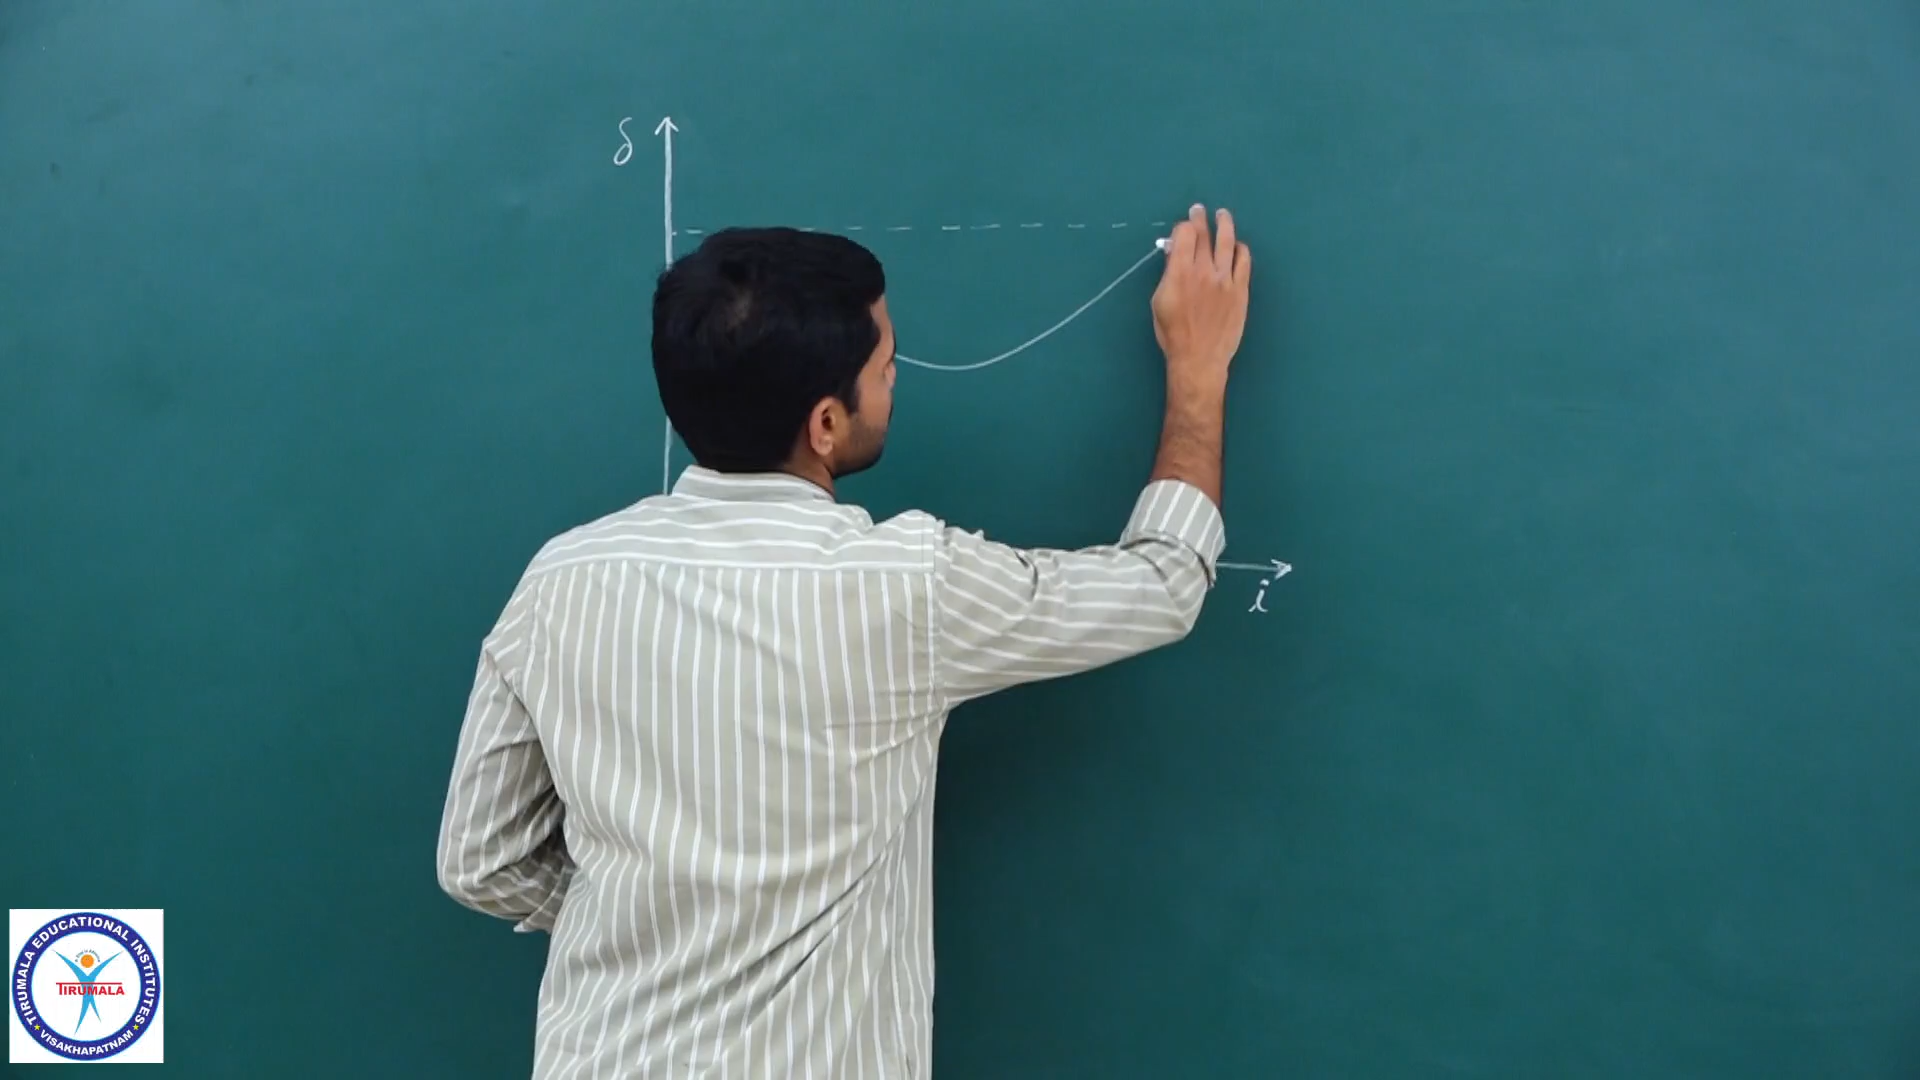 δ
i
TIRUMALA EDUCATIONAL INSTITUTES
TIRUMALA
★ VISAKHAPATNAM ★